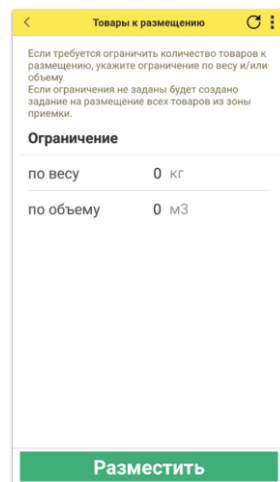 Товары к размещению
Если требуется ограничить количество товаров к
размещению, укажите ограничение по весу и/или
объему
Если ограничения не заданы будет создано
задание на размещение всех товаров из зоны
приемки.
Ограничение
по весу 0 кг
по объему 0 м3
Разместить